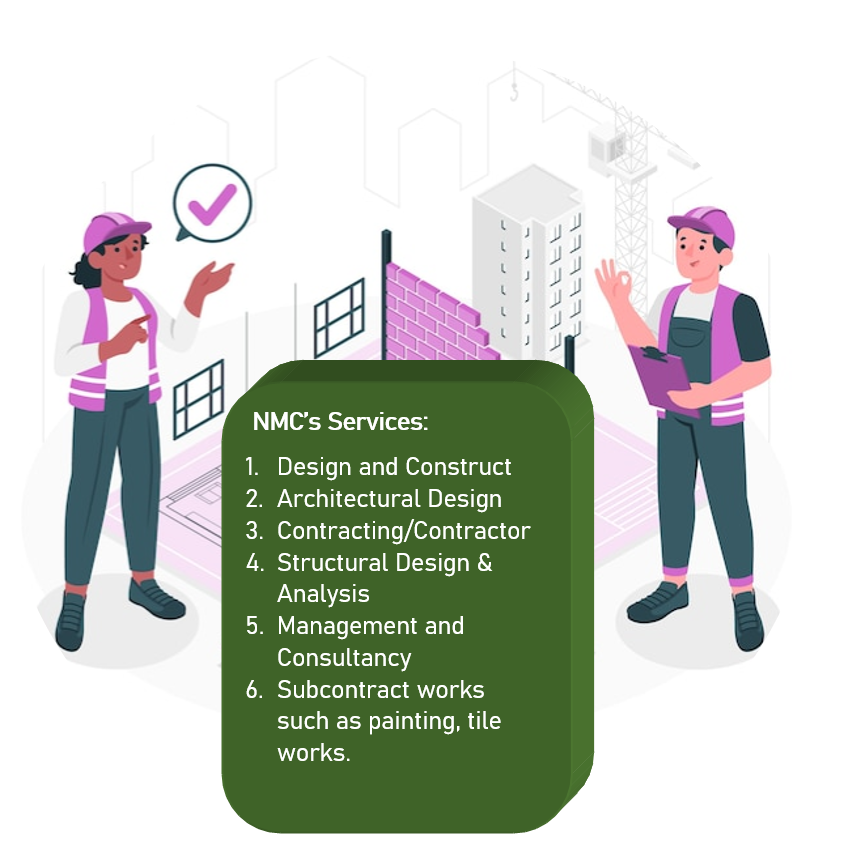 NMC's Services:
1. Design and Construct
2. Architectural Design
3. Contracting/Contractor
4. Structural Design &
Analysis
5. Management and
Consultancy
6. Subcontract works
such as painting, tile
works.